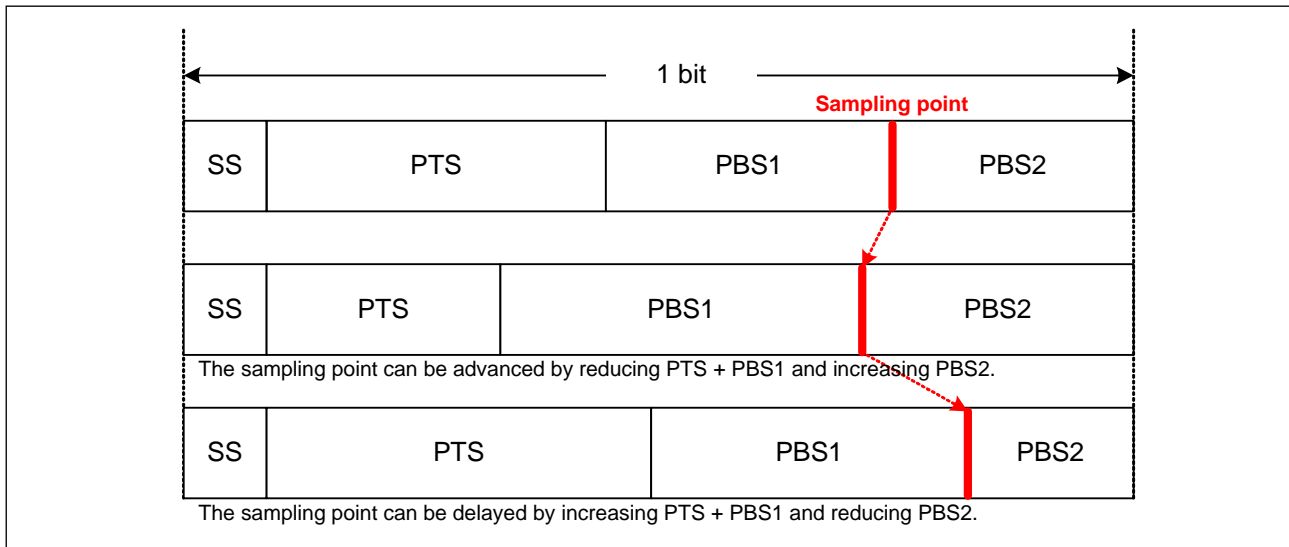 1 bit
Sampling point
SS PTS PBS1 PBS2
SS PTS PBS1 PBS2
The sampling point can be advanced by reducing PTS + PBS1 and increasing PBS2.
SS PTS PBS1 PBS2
The sampling point can be delayed by increasing PTS + PBS1 and reducing PBS2.